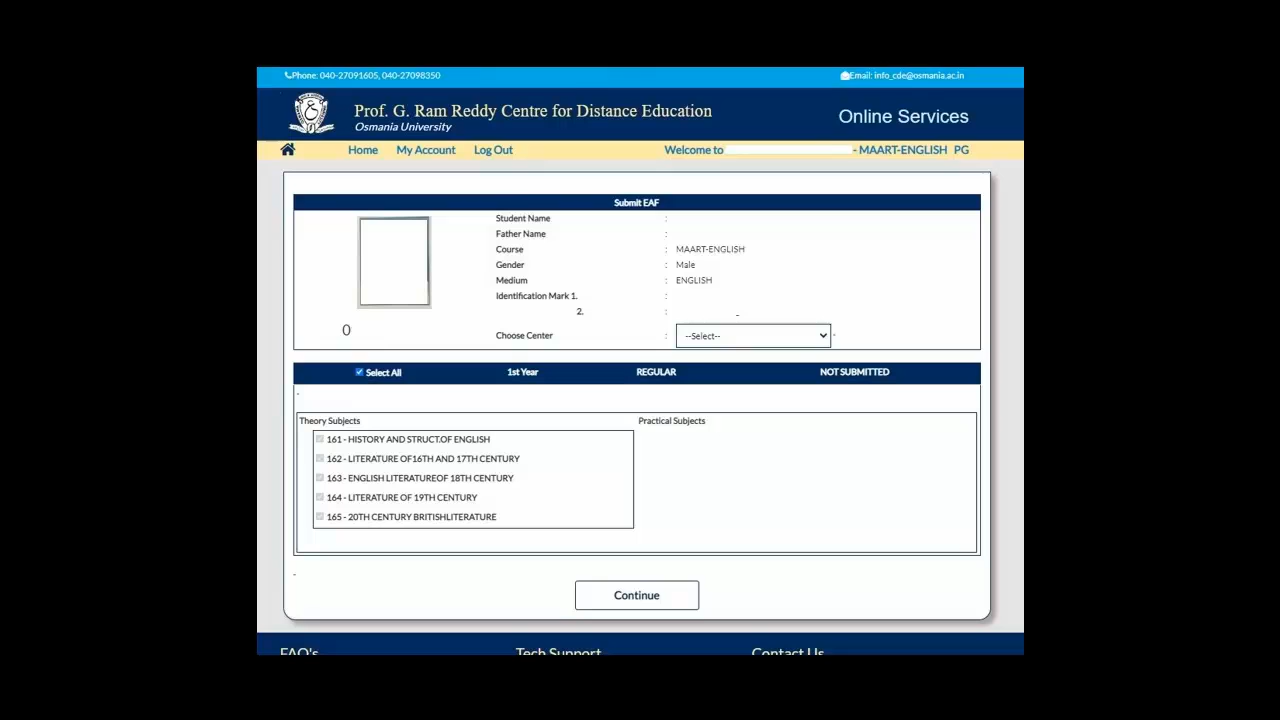 Phone: 040-27091605, 040-27098350
Email: info_cde@osmania.ac.in
Prof. G. Ram Reddy Centre for Distance Education
Osmania University
Online Services
Home My Account Log Out Welcome to - MAART-ENGLISH PG
Submit EAF
Student Name :
Father Name :
Course : MAART-ENGLISH
Gender : Male
Medium : ENGLISH
Identification Mark 1. :
2. :
0
Choose Center : --Select--
Select All 1st Year REGULAR NOT SUBMITTED
Theory Subjects Practical Subjects
161 - HISTORY AND STRUCT.OF ENGLISH
162 - LITERATURE OF16TH AND 17TH CENTURY
163 - ENGLISH LITERATUREOF 18TH CENTURY
164 - LITERATURE OF 19TH CENTURY
165 - 20TH CENTURY BRITISHLITERATURE
Continue
FAQ's Tech Support Contact Us